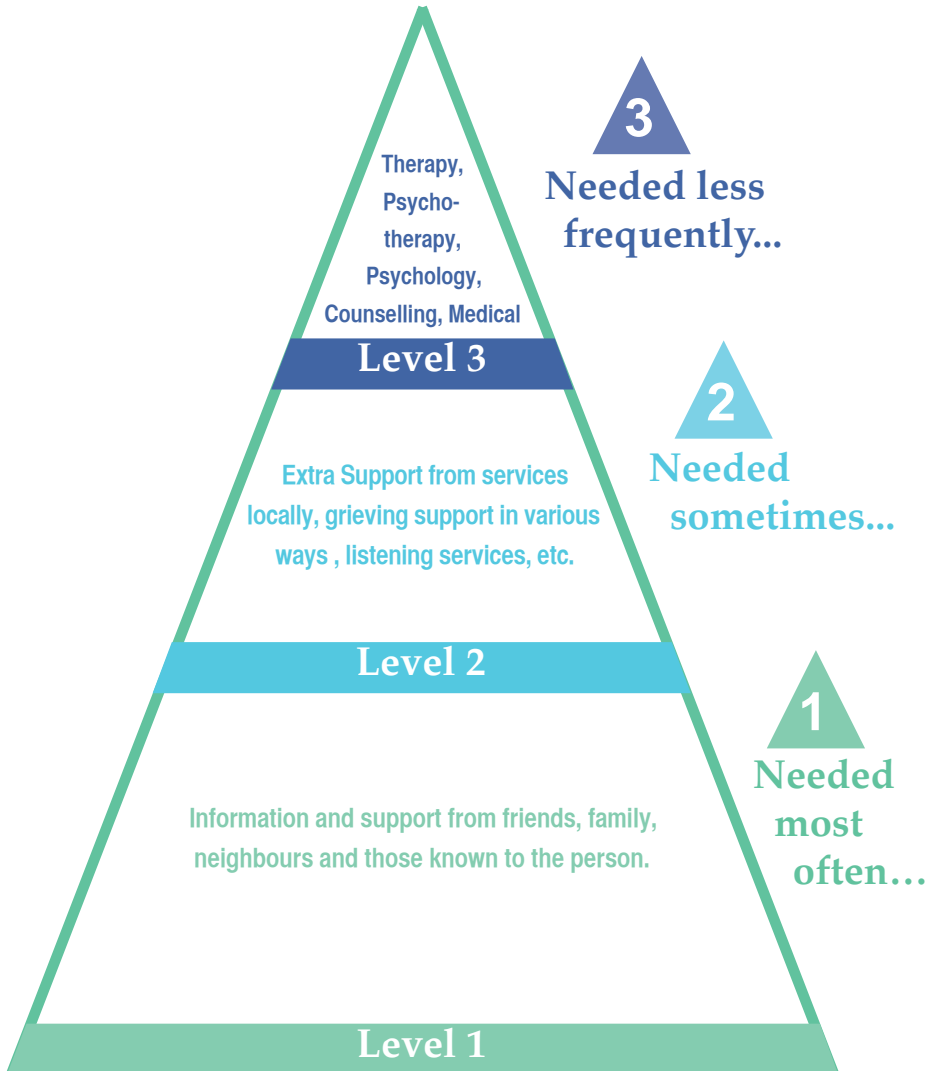 3
Needed less
frequently...
Therapy,
Psycho-
therapy,
Psychology,
Counselling, Medical
Level 3
2
Needed
sometimes...
Extra Support from services
locally, grieving support in various
ways , listening services, etc.
Level 2
1
Needed
most
often…
Information and support from friends, family,
neighbours and those known to the person.
Level 1